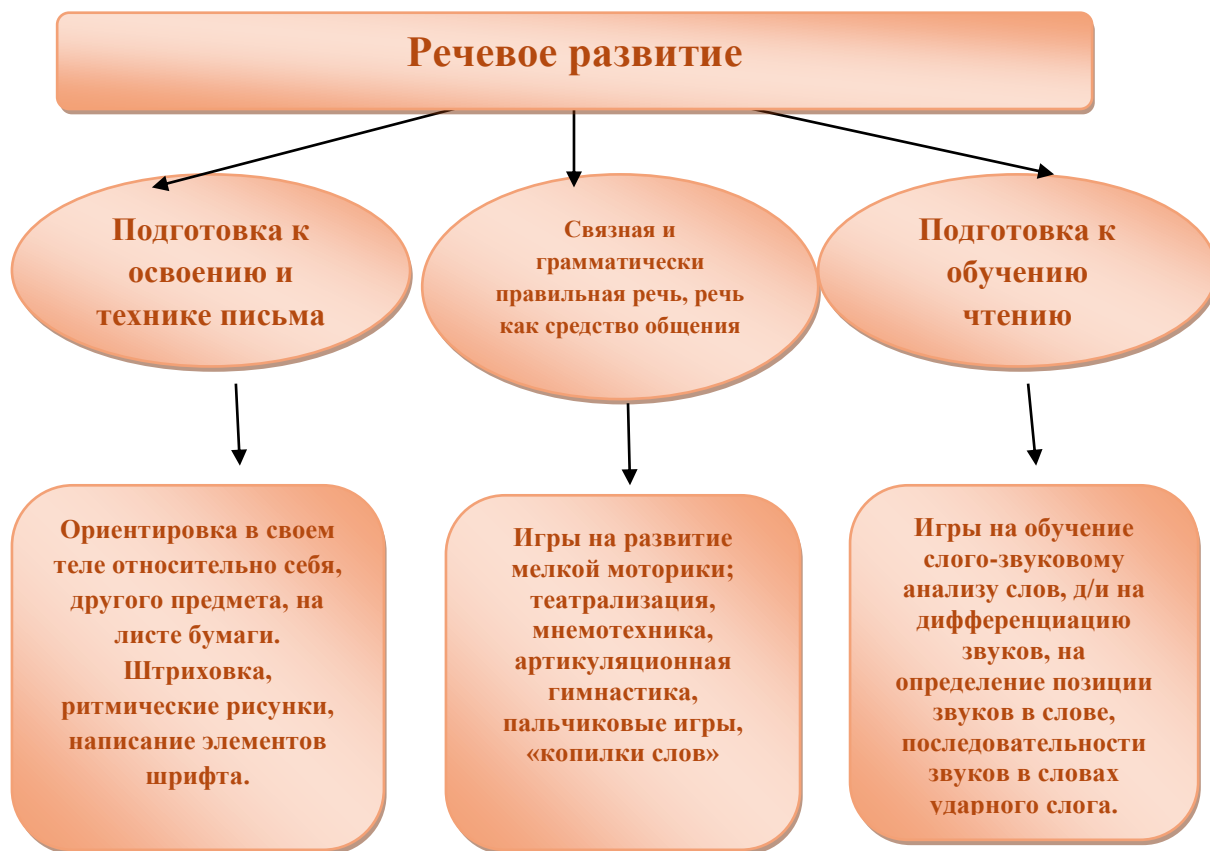 Речевое развитие
Подготовка к
освоению и
технике письма
Связная и
грамматически
правильная речь, речь
как средство общения
Подготовка к
обучению
чтению
Ориентировка в своем
теле относительно себя,
другого предмета, на
листе бумаги.
Штриховка,
ритмические рисунки,
написание элементов
шрифта.
Игры на развитие
мелкой моторики;
театрализация,
мнемотехника,
артикуляционная
гимнастика,
пальчиковые игры,
«копилки слов»
Игры на обучение
слого-звуковому
анализу слов, д/и на
дифференциацию
звуков, на
определение позиции
звуков в слове,
последовательности
звуков в словах
ударного слога.